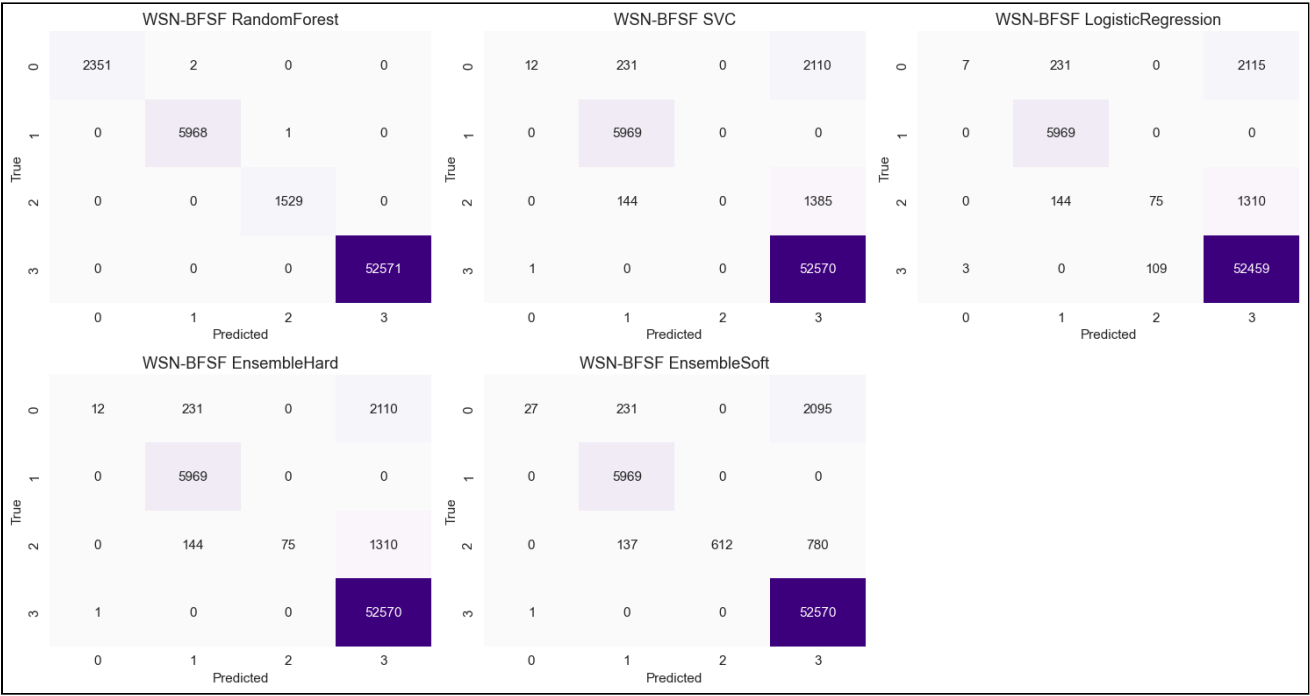 WSN-BFSF RandomForest
0 2351 2 0 0
1 0 5968 1 0
2 0 0 1529 0
3 0 0 0 52571
0 1 2 3
Predicted
True
WSN-BFSF SVC
0 12 231 0 2110
1 0 5969 0 0
2 0 144 0 1385
3 1 0 0 52570
0 1 2 3
Predicted
True
WSN-BFSF LogisticRegression
0 7 231 0 2115
1 0 5969 0 0
2 0 144 75 1310
3 3 0 109 52459
0 1 2 3
Predicted
True
WSN-BFSF EnsembleHard
0 12 231 0 2110
1 0 5969 0 0
2 0 144 75 1310
3 1 0 0 52570
0 1 2 3
Predicted
True
WSN-BFSF EnsembleSoft
0 27 231 0 2095
1 0 5969 0 0
2 0 137 612 780
3 1 0 0 52570
0 1 2 3
Predicted
True